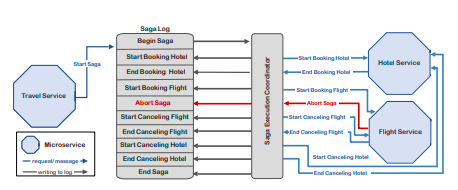 Saga Log
Begin Saga
Start Saga
Start Booking Hotel
End Booking Hotel
Start Booking Flight
Abort Saga
Start Canceling Flight
End Canceling Flight
Start Canceling Hotel
End Canceling Hotel
End Saga
Travel Service
Microservice
request/ message
writing to log
Saga Execution Coordinator
Start Booking Hotel
End Booking Hotel
Start Booking Flight
Abort Saga
Start Canceling Flight
End Canceling Flight
Start Canceling Hotel
End Canceling Hotel
Hotel Service
Flight Service